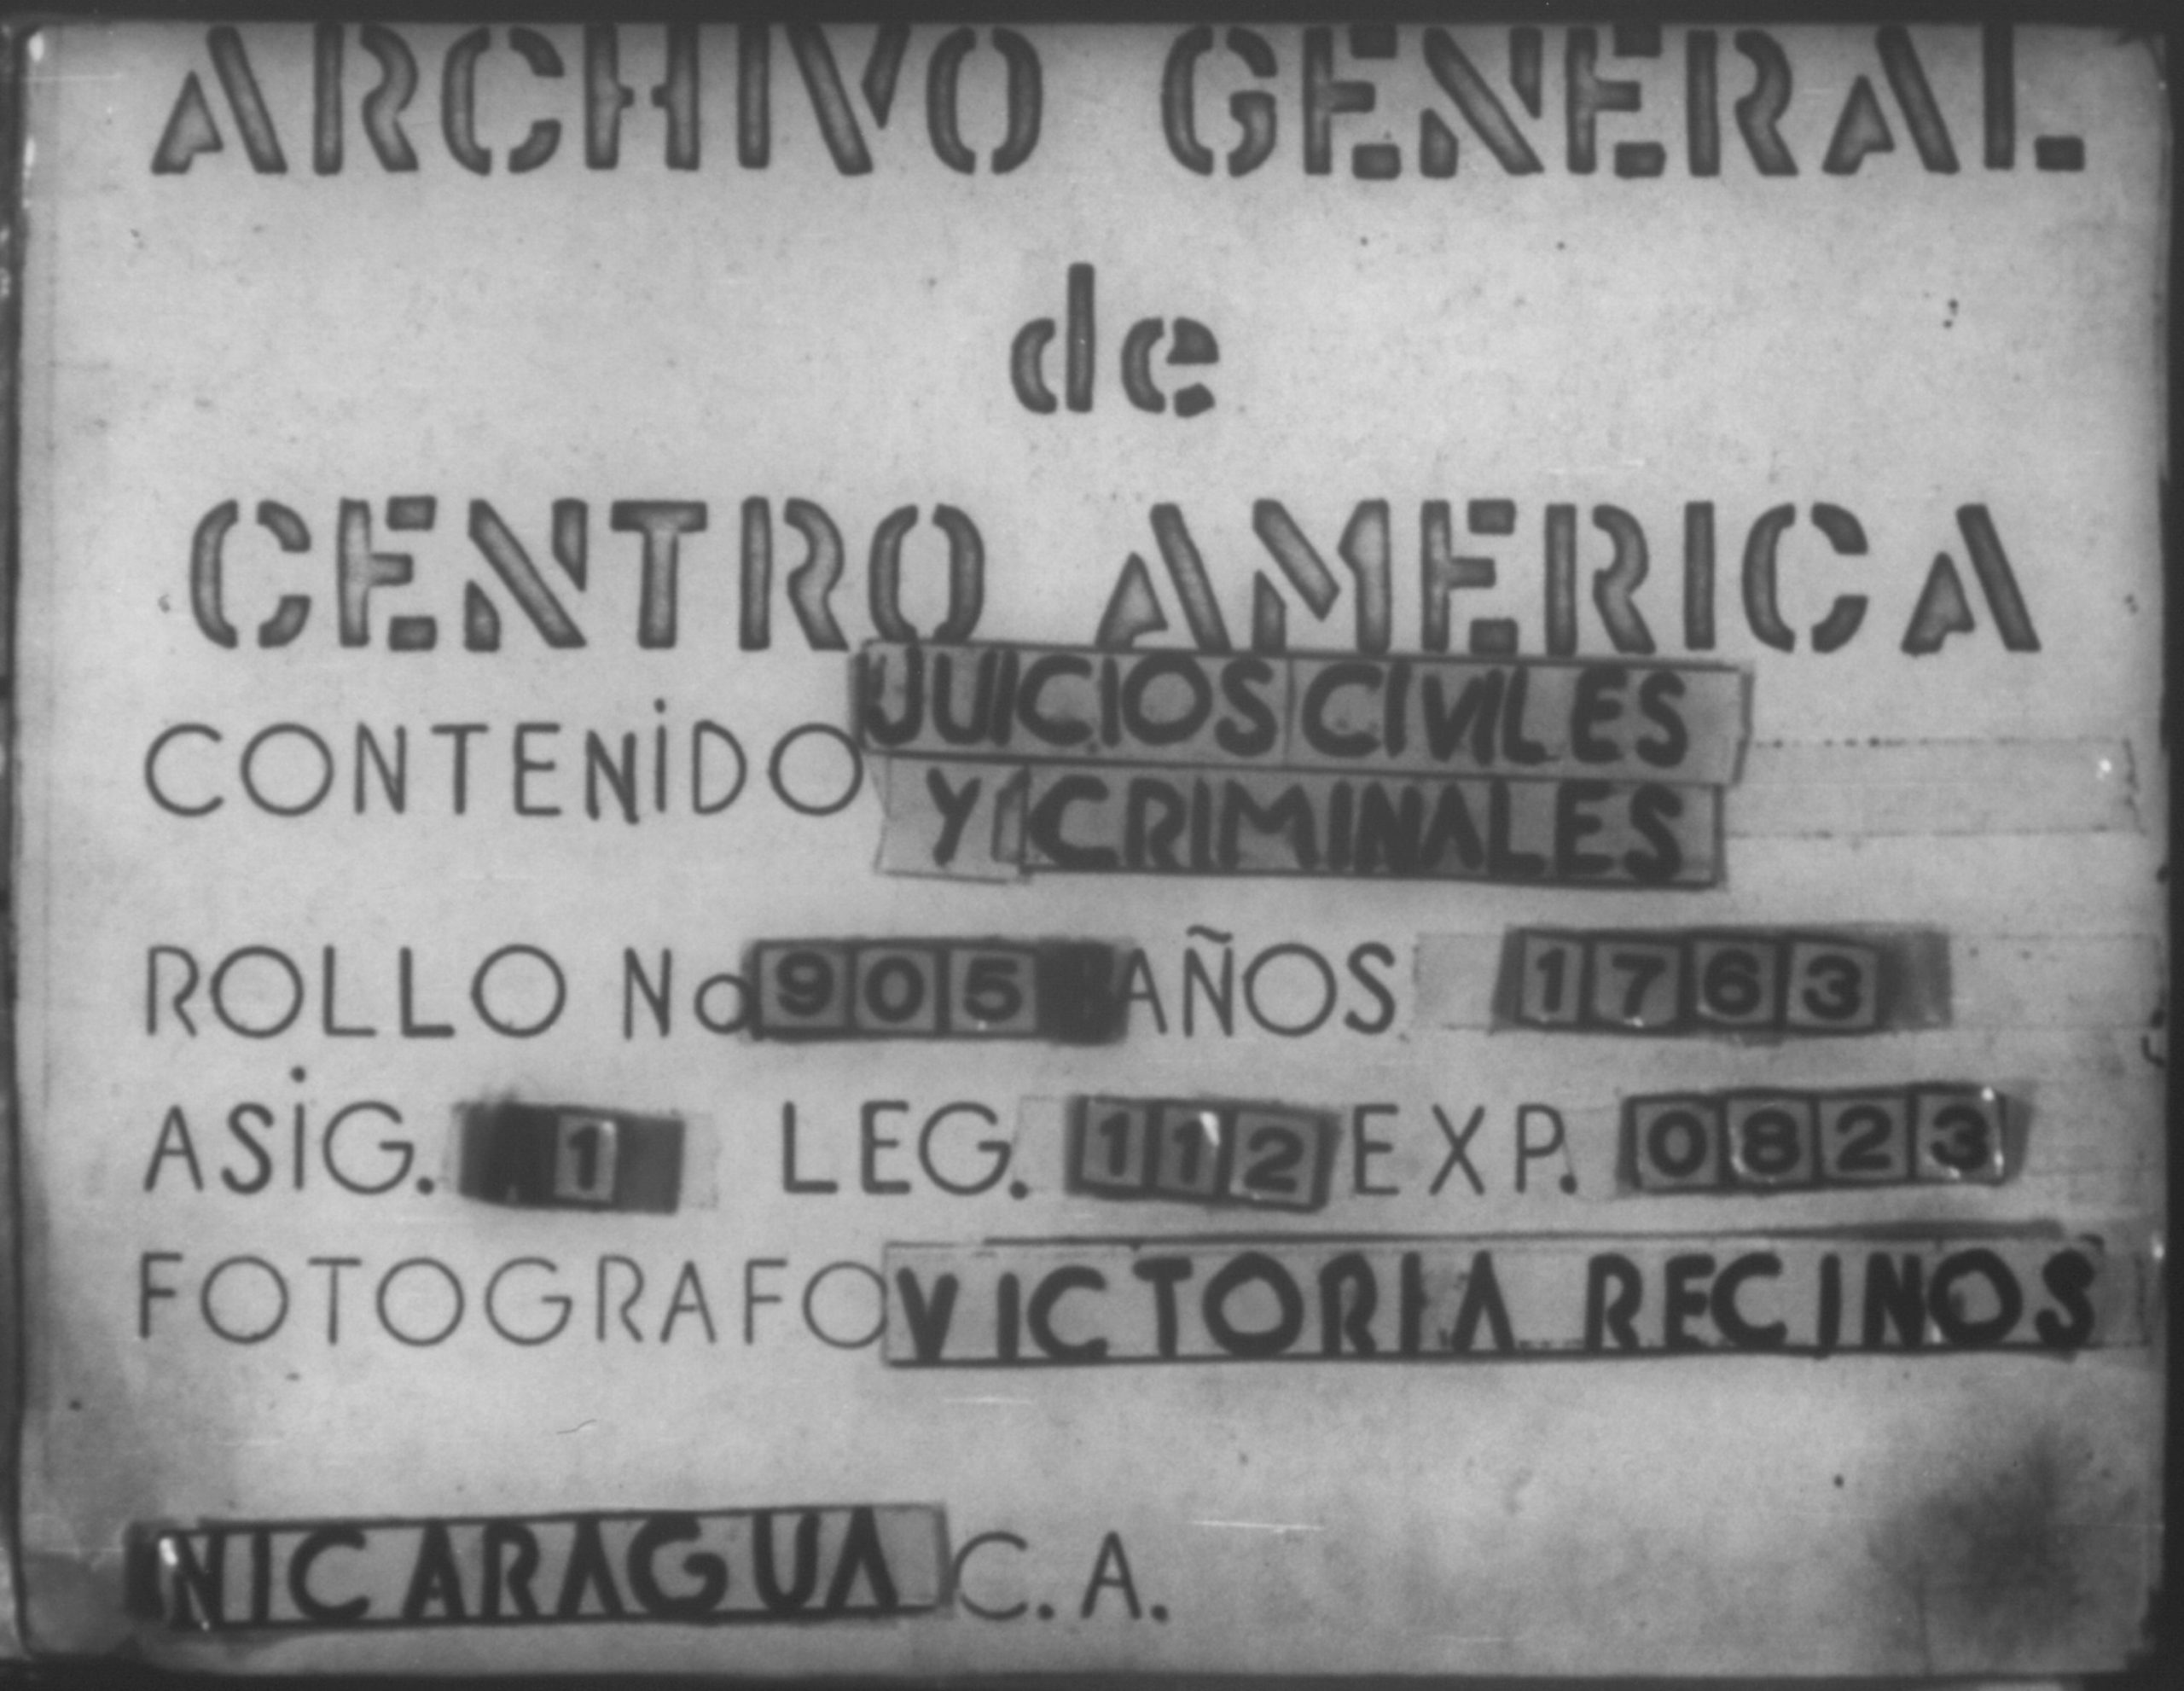 ARCHIVO GENERAL
de
CENTRO AMERICA
CONTENIDO JUICIOS CIVILES
Y CRIMINALES
ROLLO No 905 AÑOS 1763
ASIG. 1 LEG. 112 EXP. 0823
FOTOGRAFO VICTORIA RECINOS
NICARAGUA C.A.